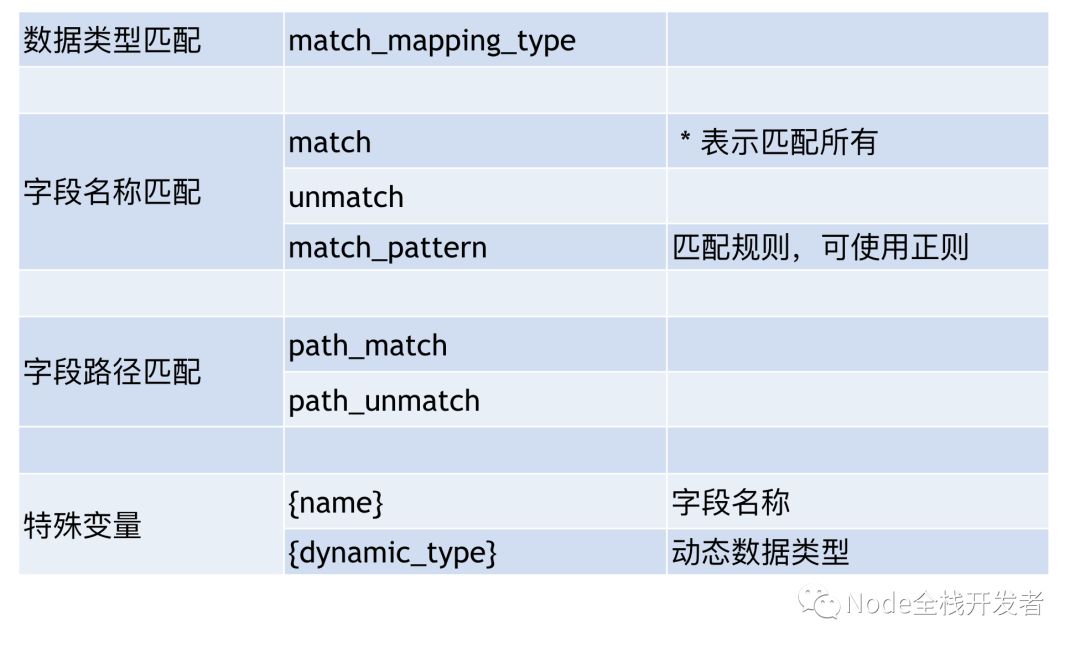 数据类型匹配 match_mapping_type
字段名称匹配
match * 表示匹配所有
unmatch
match_pattern 匹配规则，可使用正则
字段路径匹配
path_match
path_unmatch
特殊变量
{name} 字段名称
{dynamic_type} 动态数据类型
Node全栈开发者